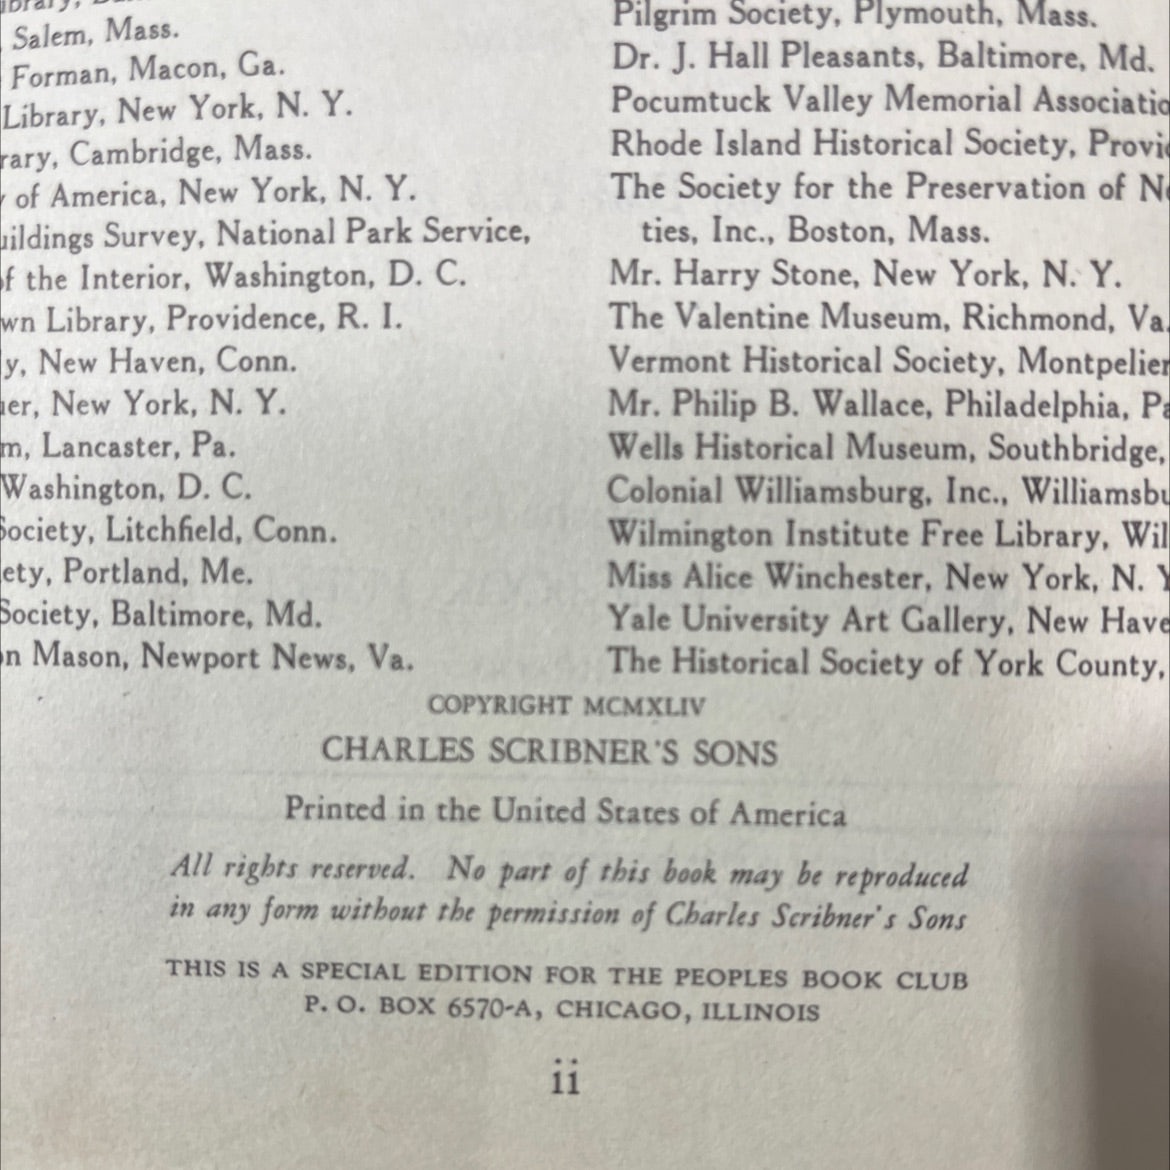 Salem, Mass.
Forman, Macon, Ga.
Library, New York, N. Y.
rary, Cambridge, Mass.
of America, New York, N. Y.
uildings Survey, National Park Service,
of the Interior, Washington, D. C.
wn Library, Providence, R. I.
y, New Haven, Conn.
er, New York, N. Y.
m, Lancaster, Pa.
Washington, D. C.
Society, Litchfield, Conn.
ety, Portland, Me.
Society, Baltimore, Md.
on Mason, Newport News, Va.
Pilgrim Society, Plymouth, Mass.
Dr. J. Hall Pleasants, Baltimore, Md.
Pocumtuck Valley Memorial Associatio
Rhode Island Historical Society, Provi
The Society for the Preservation of N
ties, Inc., Boston, Mass.
Mr. Harry Stone, New York, N. Y.
The Valentine Museum, Richmond, Va.
Vermont Historical Society, Montpelier
Mr. Philip B. Wallace, Philadelphia, Pa
Wells Historical Museum, Southbridge,
Colonial Williamsburg, Inc., Williamsbu
Wilmington Institute Free Library, Wil
Miss Alice Winchester, New York, N. Y
Yale University Art Gallery, New Have
The Historical Society of York County,
COPYRIGHT MCMXLIV
CHARLES SCRIBNER'S SONS
Printed in the United States of America
All rights reserved. No part of this book may be reproduced
in any form without the permission of Charles Scribner's Sons
THIS IS A SPECIAL EDITION FOR THE PEOPLES BOOK CLUB
P. O. BOX 6570-A, CHICAGO, ILLINOIS
ii